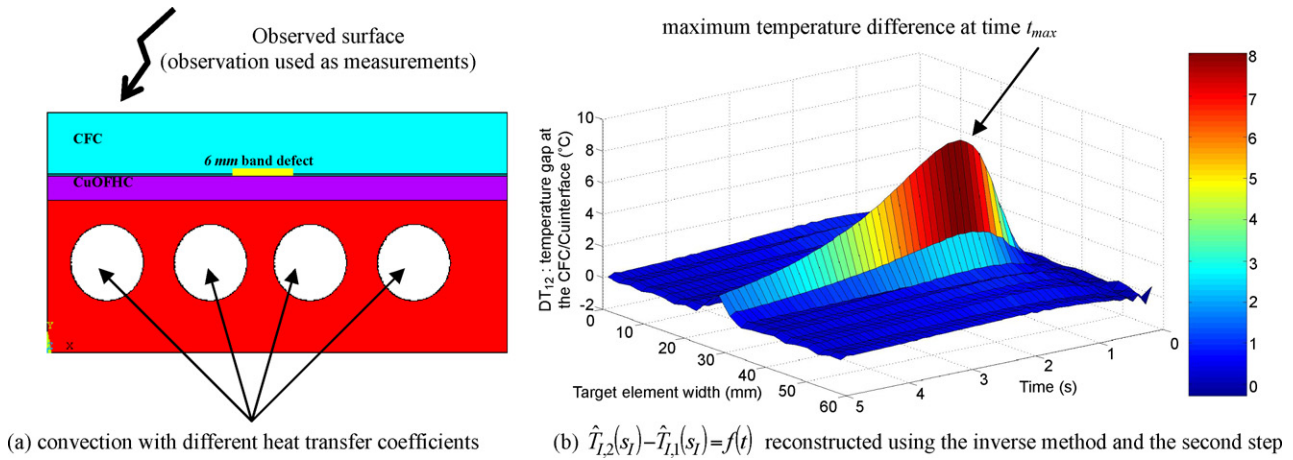 Observed surface
(observation used as measurements)
CFC
6 mm band defect
CuOFHC
X
(a) convection with different heat transfer coefficients
maximum temperature difference at time t_max
DT12 : temperature gap at
the CFC/Cuinterface (°C)
10
8
6
4
2
0
-2
0
10
20
30
40
50
60
Target element width (mm)
5
4
3
2
1
0
Time (s)
8
7
6
5
4
3
2
1
0
(b) T̂I,2(sI)−T̂I,1(sI)=f(t) reconstructed using the inverse method and the second step